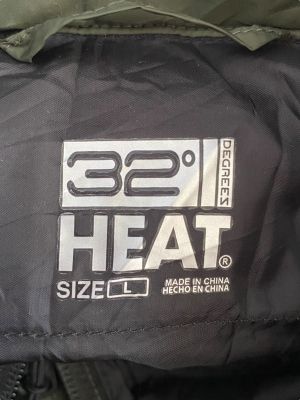 32°
DEGREES
HEAT®
SIZE L
MADE IN CHINA
HECHO EN CHINA